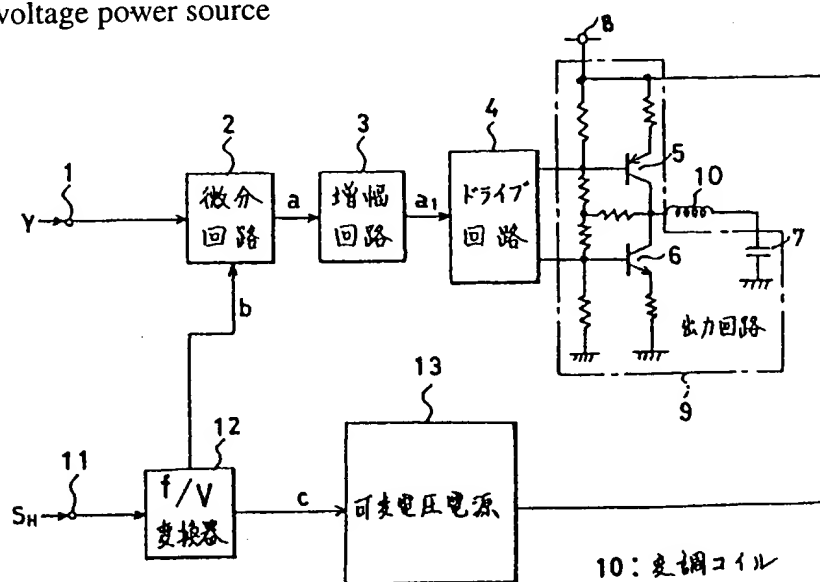 voltage power source
B
2
3
4
5
1
微分
回路
a
増幅
回路
a1
ドライブ
回路
10
Y
7
6
b
出力回路
9
13
12
11
SH
f/V
変換器
c
可変電圧電源
10:変調コイル